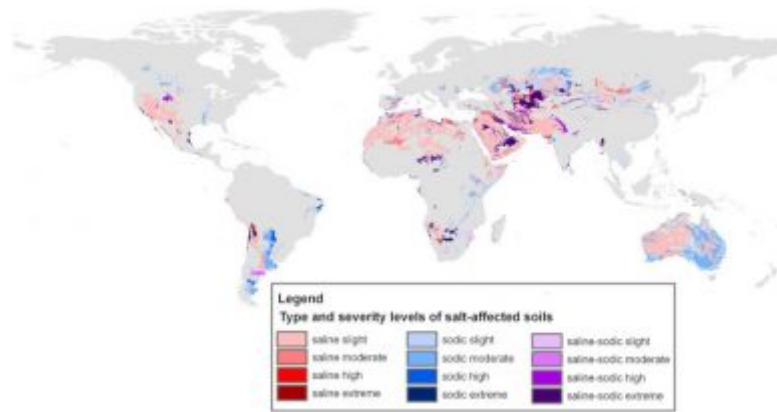 Legend
Type and severity levels of salt-affected soils
saline slight
saline moderate
saline high
saline extreme
sodic slight
sodic moderate
sodic high
sodic extreme
saline-sodic slight
saline-sodic moderate
saline-sodic high
saline-sodic extreme